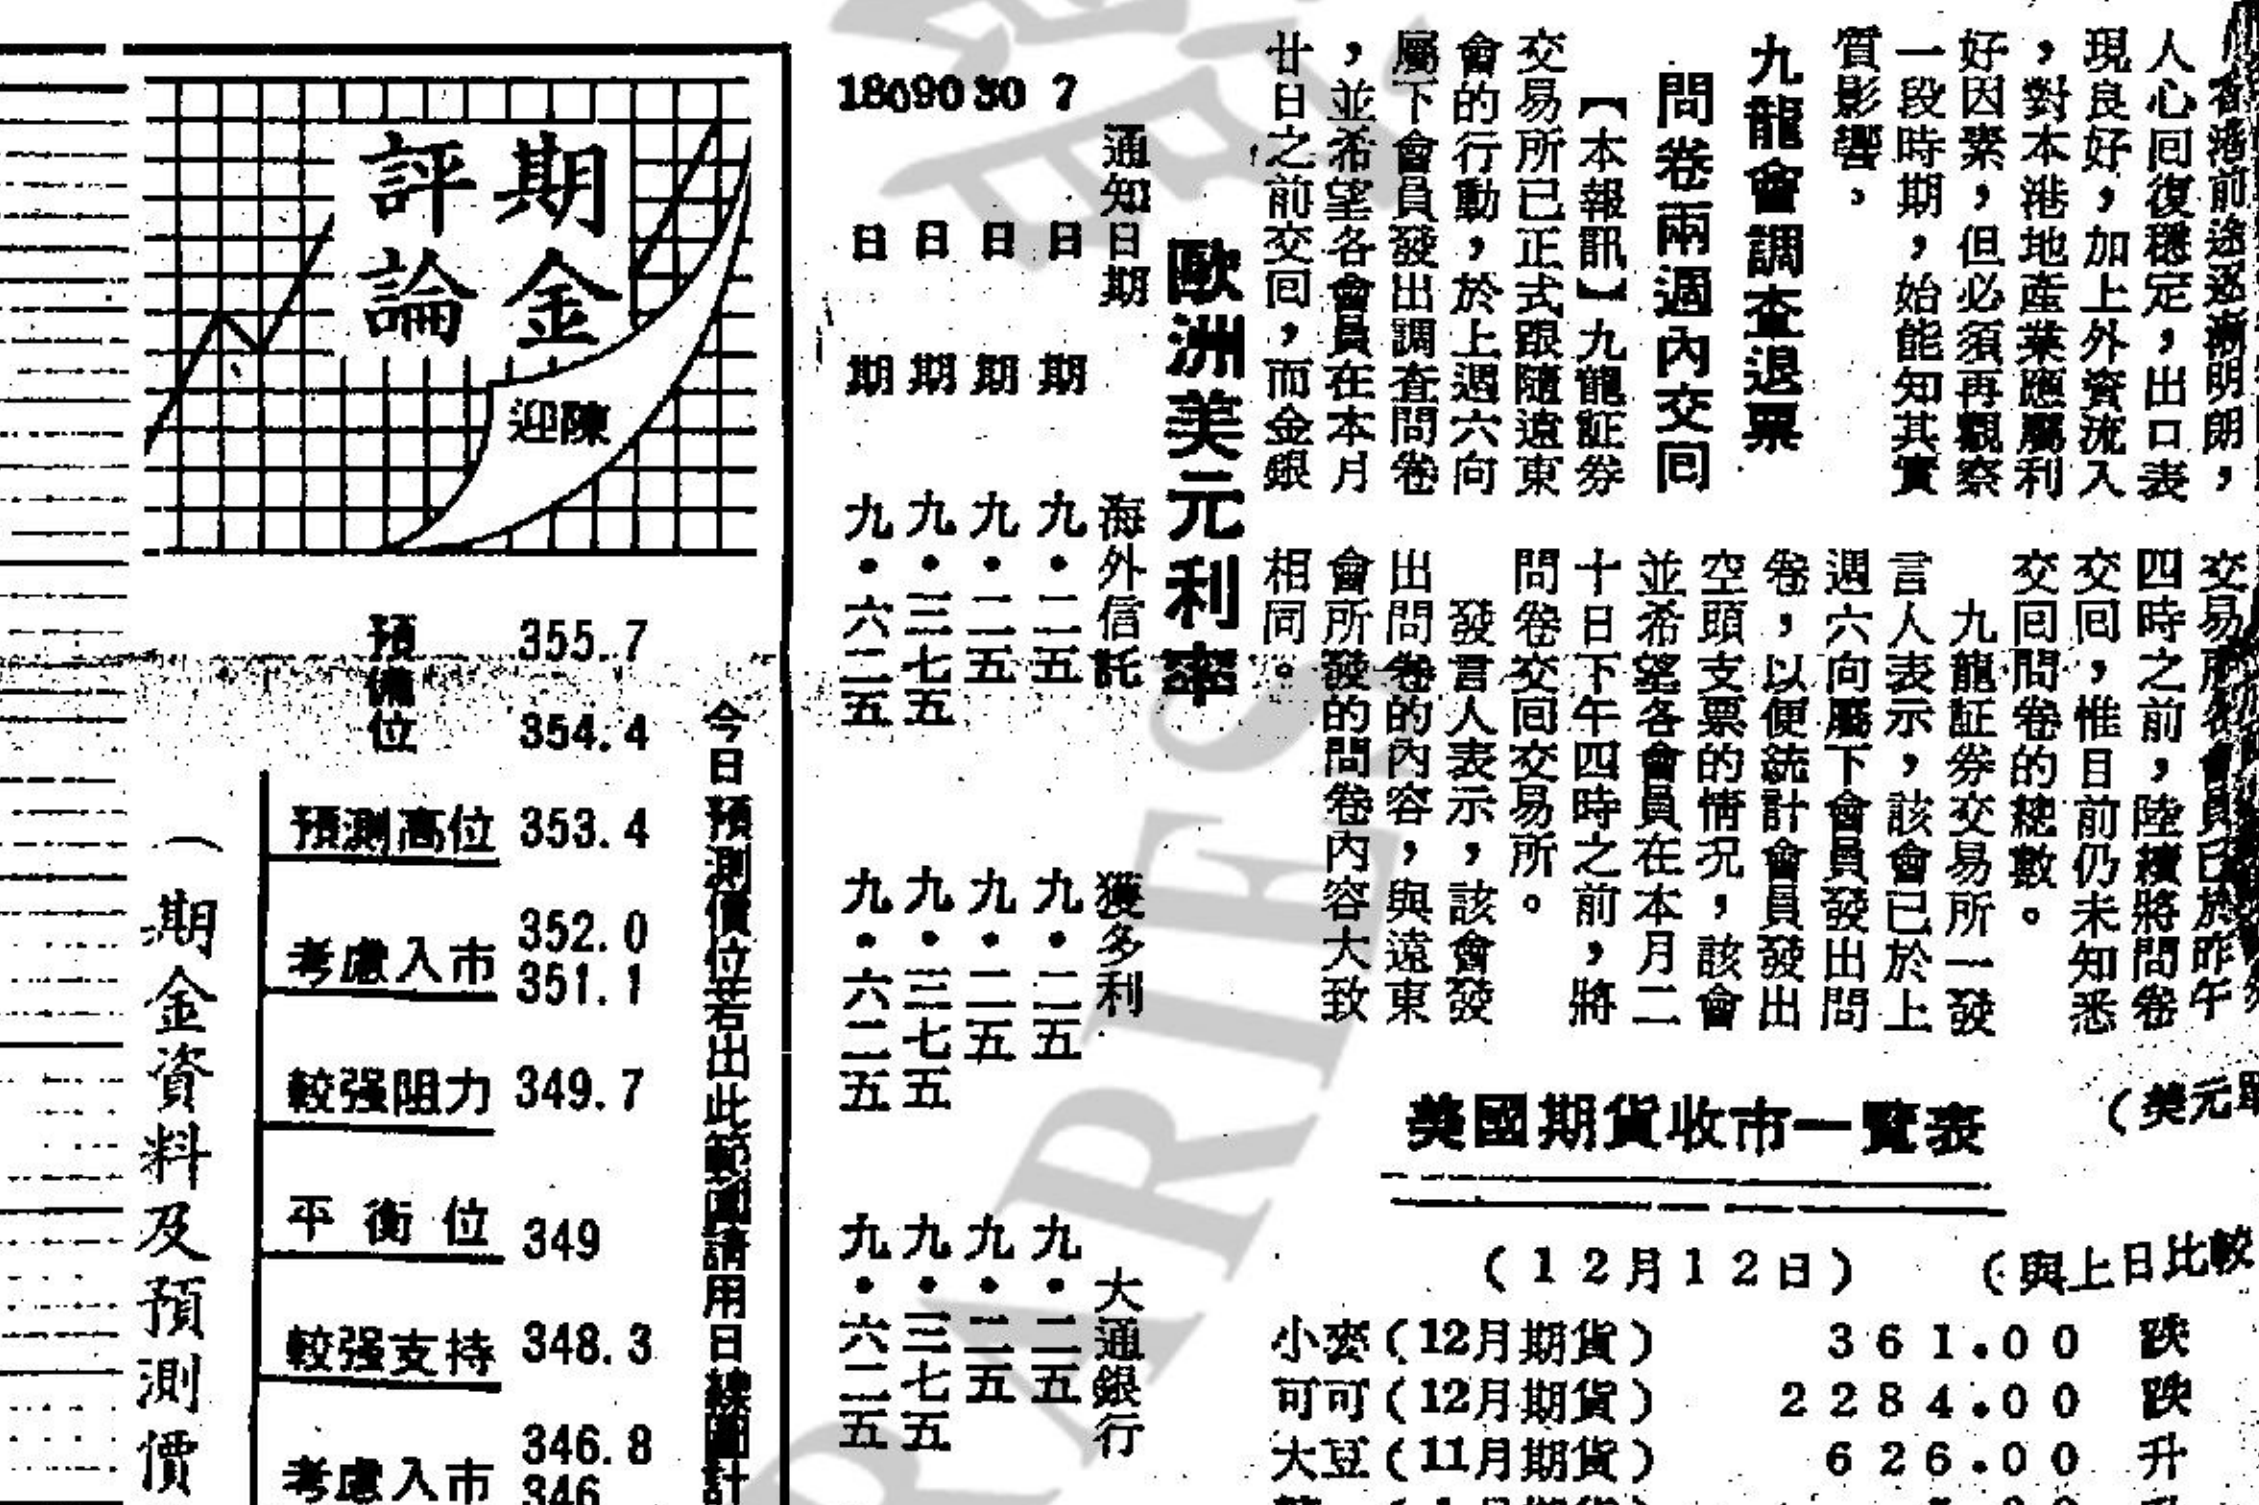 香港前途逐漸明朗，
人心回復穩定，出口表
現良好，加上外資流入
，對本港地產業應屬利
好因素，但必須再觀察
一段時期，始能知其實
質影響。
九龍會調查退票
問卷兩週內交回
【本報訊】九龍証券
交易所已正式跟隨遠東
會的行動，於上週六向
屬下會員發出調查問卷
，並希望各會員在本月
廿日之前交回，而金銀
交易所各會員已於昨午
四時之前，陸續將問卷
交回，惟目前仍未知悉
交回問卷的總數。
九龍証券交易所一發
言人表示，該會已於上
週六向屬下會員發出問
卷，以便統計會員發出
空頭支票的情況，該會
並希望各會員在本月二
十日下午四時之前，將
問卷交回交易所。
發言人表示，該會發
出問卷的內容，與遠東
會所發的問卷內容大致
相同。
歐洲美元利率
通知日期 海外信託 獲多利 大通銀行
7日期 九・二五 九・二五 九・二五
30日期 九・二五 九・二五 九・二五
90日期 九・三七五 九・三七五 九・三七五
180日期 九・六二五 九・六二五 九・六二五
美國期貨收市一覽表
（美元
（12月12日） （與上日比較
小麥（12月期貨） 361.00 跌
可可（12月期貨） 2284.00 跌
大豆（11月期貨） 626.00 升
期金
評論
陳迎
今日預測價位若出此範圍請用日線圖計
預備位 355.7
354.4
預測高位 353.4
考慮入市 352.0
351.1
較强阻力 349.7
平衡位 349
較强支持 348.3
考慮入市 346.8
346
（期金資料及預測價